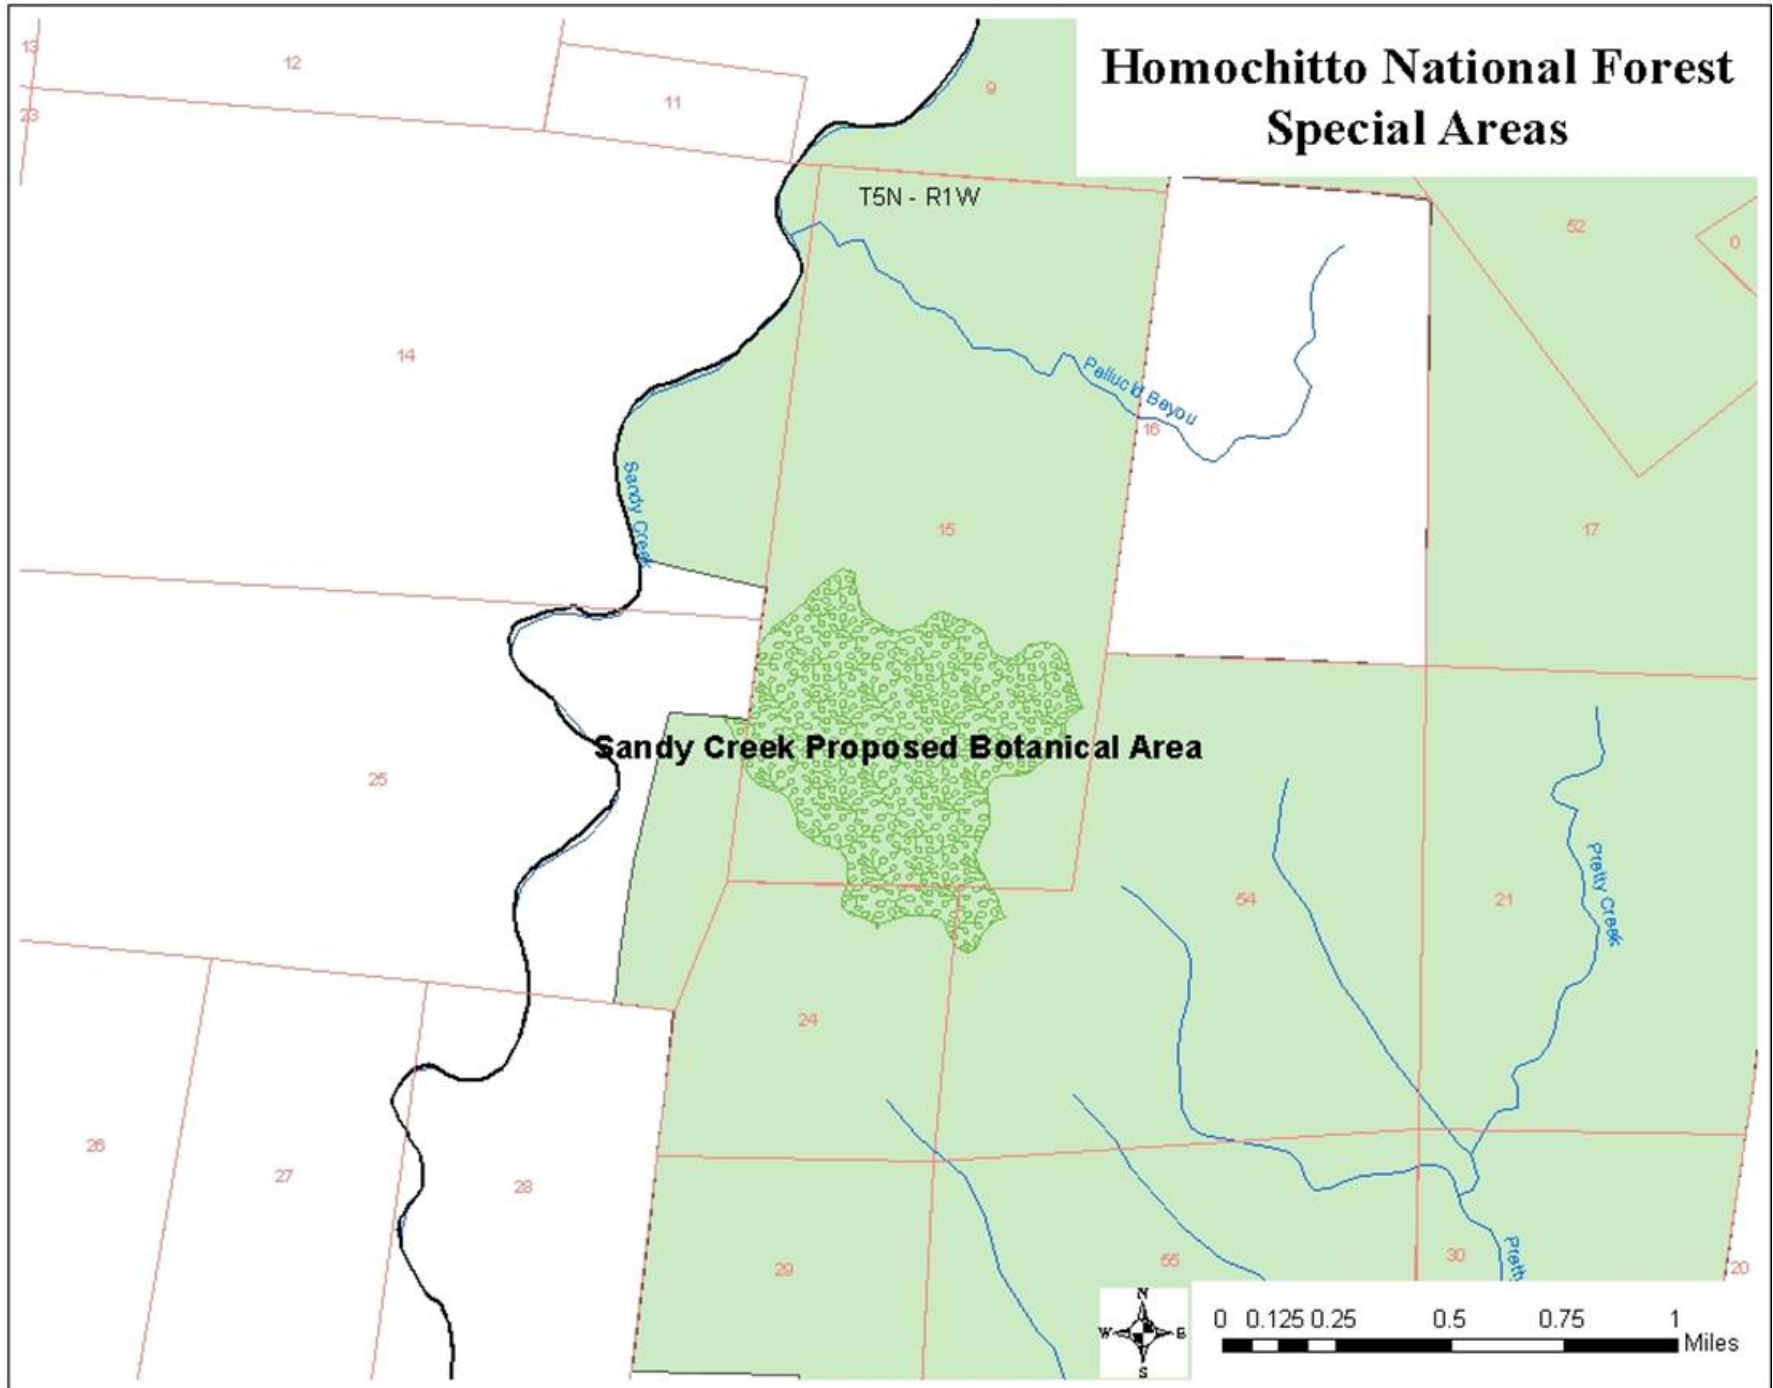 Homochitto National Forest
Special Areas
13
12
11
9
23
T5N - R1W
52
0
14
Pellucid Bayou
16
Sandy Creek
15
17
Sandy Creek Proposed Botanical Area
25
54
21
Pretty Creek
24
26
27
28
29
55
30
Pretty
20
N
W E
S
0 0.125 0.25 0.5 0.75 1
Miles